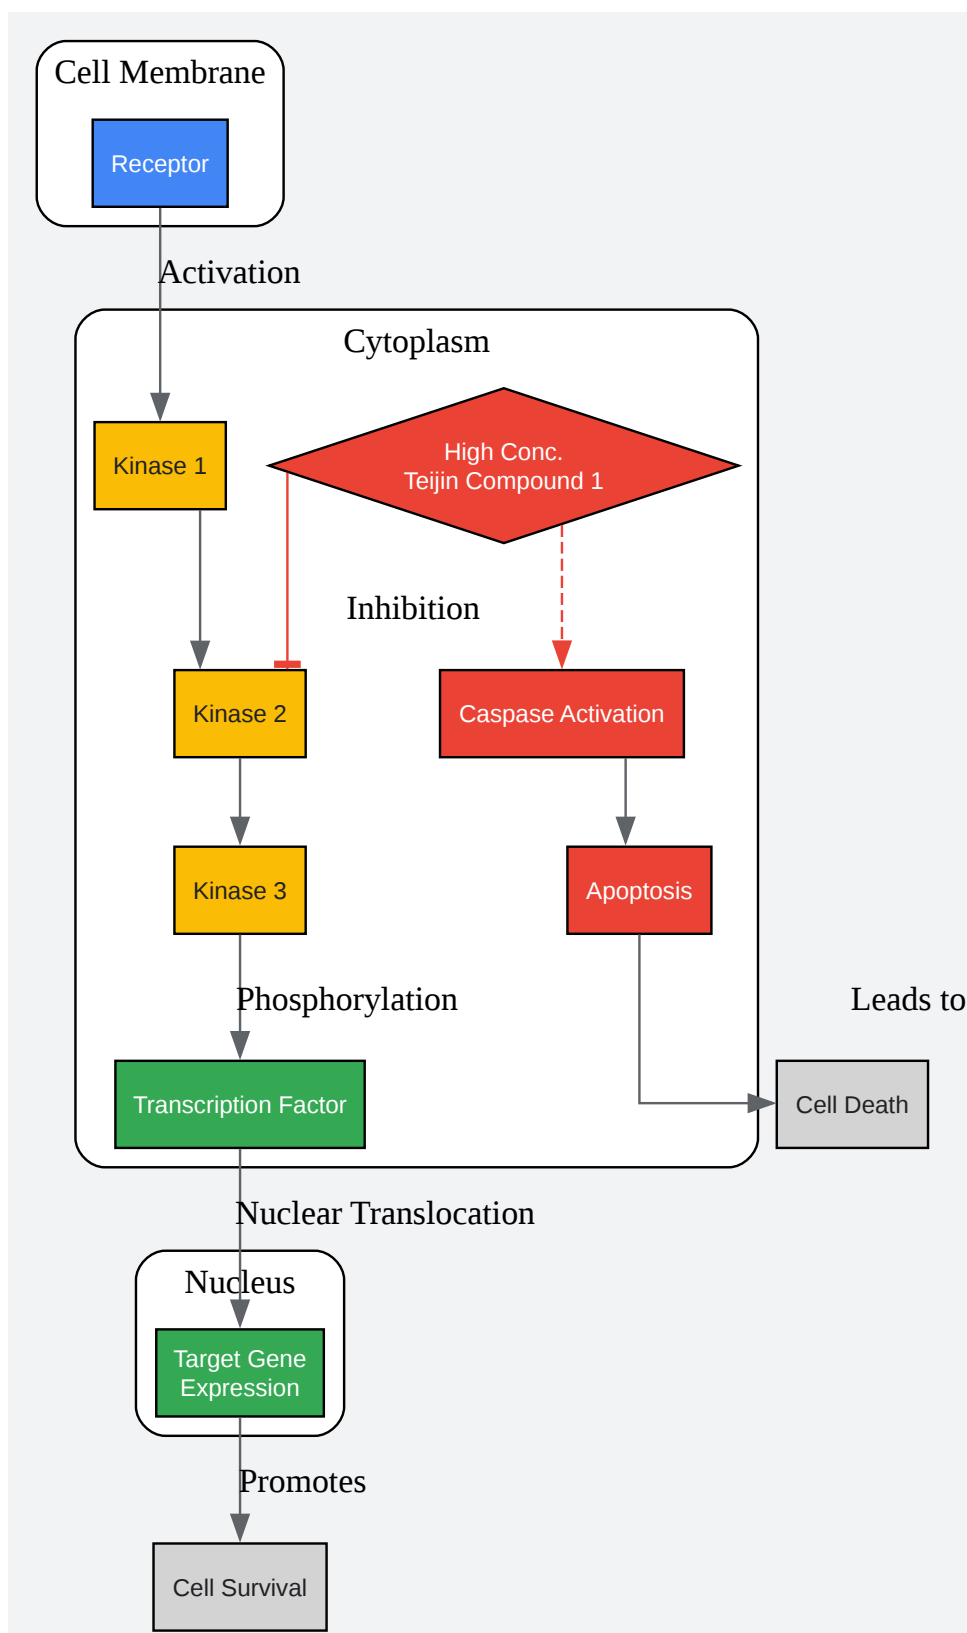 Cell Membrane
Receptor
Activation
Cytoplasm
Kinase 1
High Conc.
Teijin Compound 1
Inhibition
Kinase 2
Caspase Activation
Kinase 3
Apoptosis
Phosphorylation
Leads to
Transcription Factor
Cell Death
Nuclear Translocation
Nucleus
Target Gene
Expression
Promotes
Cell Survival